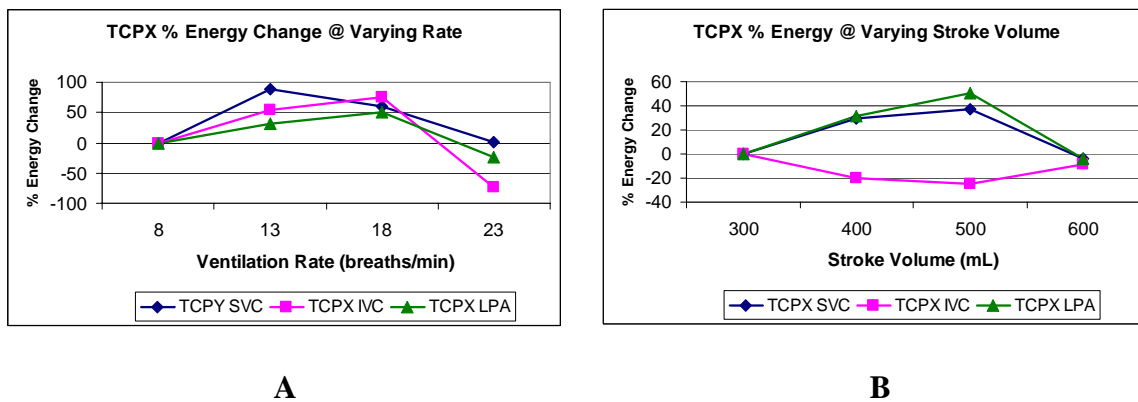 TCPX % Energy Change @ Varying Rate
% Energy Change
100
50
0
-50
-100
8 13 18 23
Ventilation Rate (breaths/min)
TCPY SVC TCPX IVC TCPX LPA
A
TCPX % Energy @ Varying Stroke Volume
% Energy Change
60
40
20
0
-20
-40
300 400 500 600
Stroke Volume (mL)
TCPX SVC TCPX IVC TCPX LPA
B